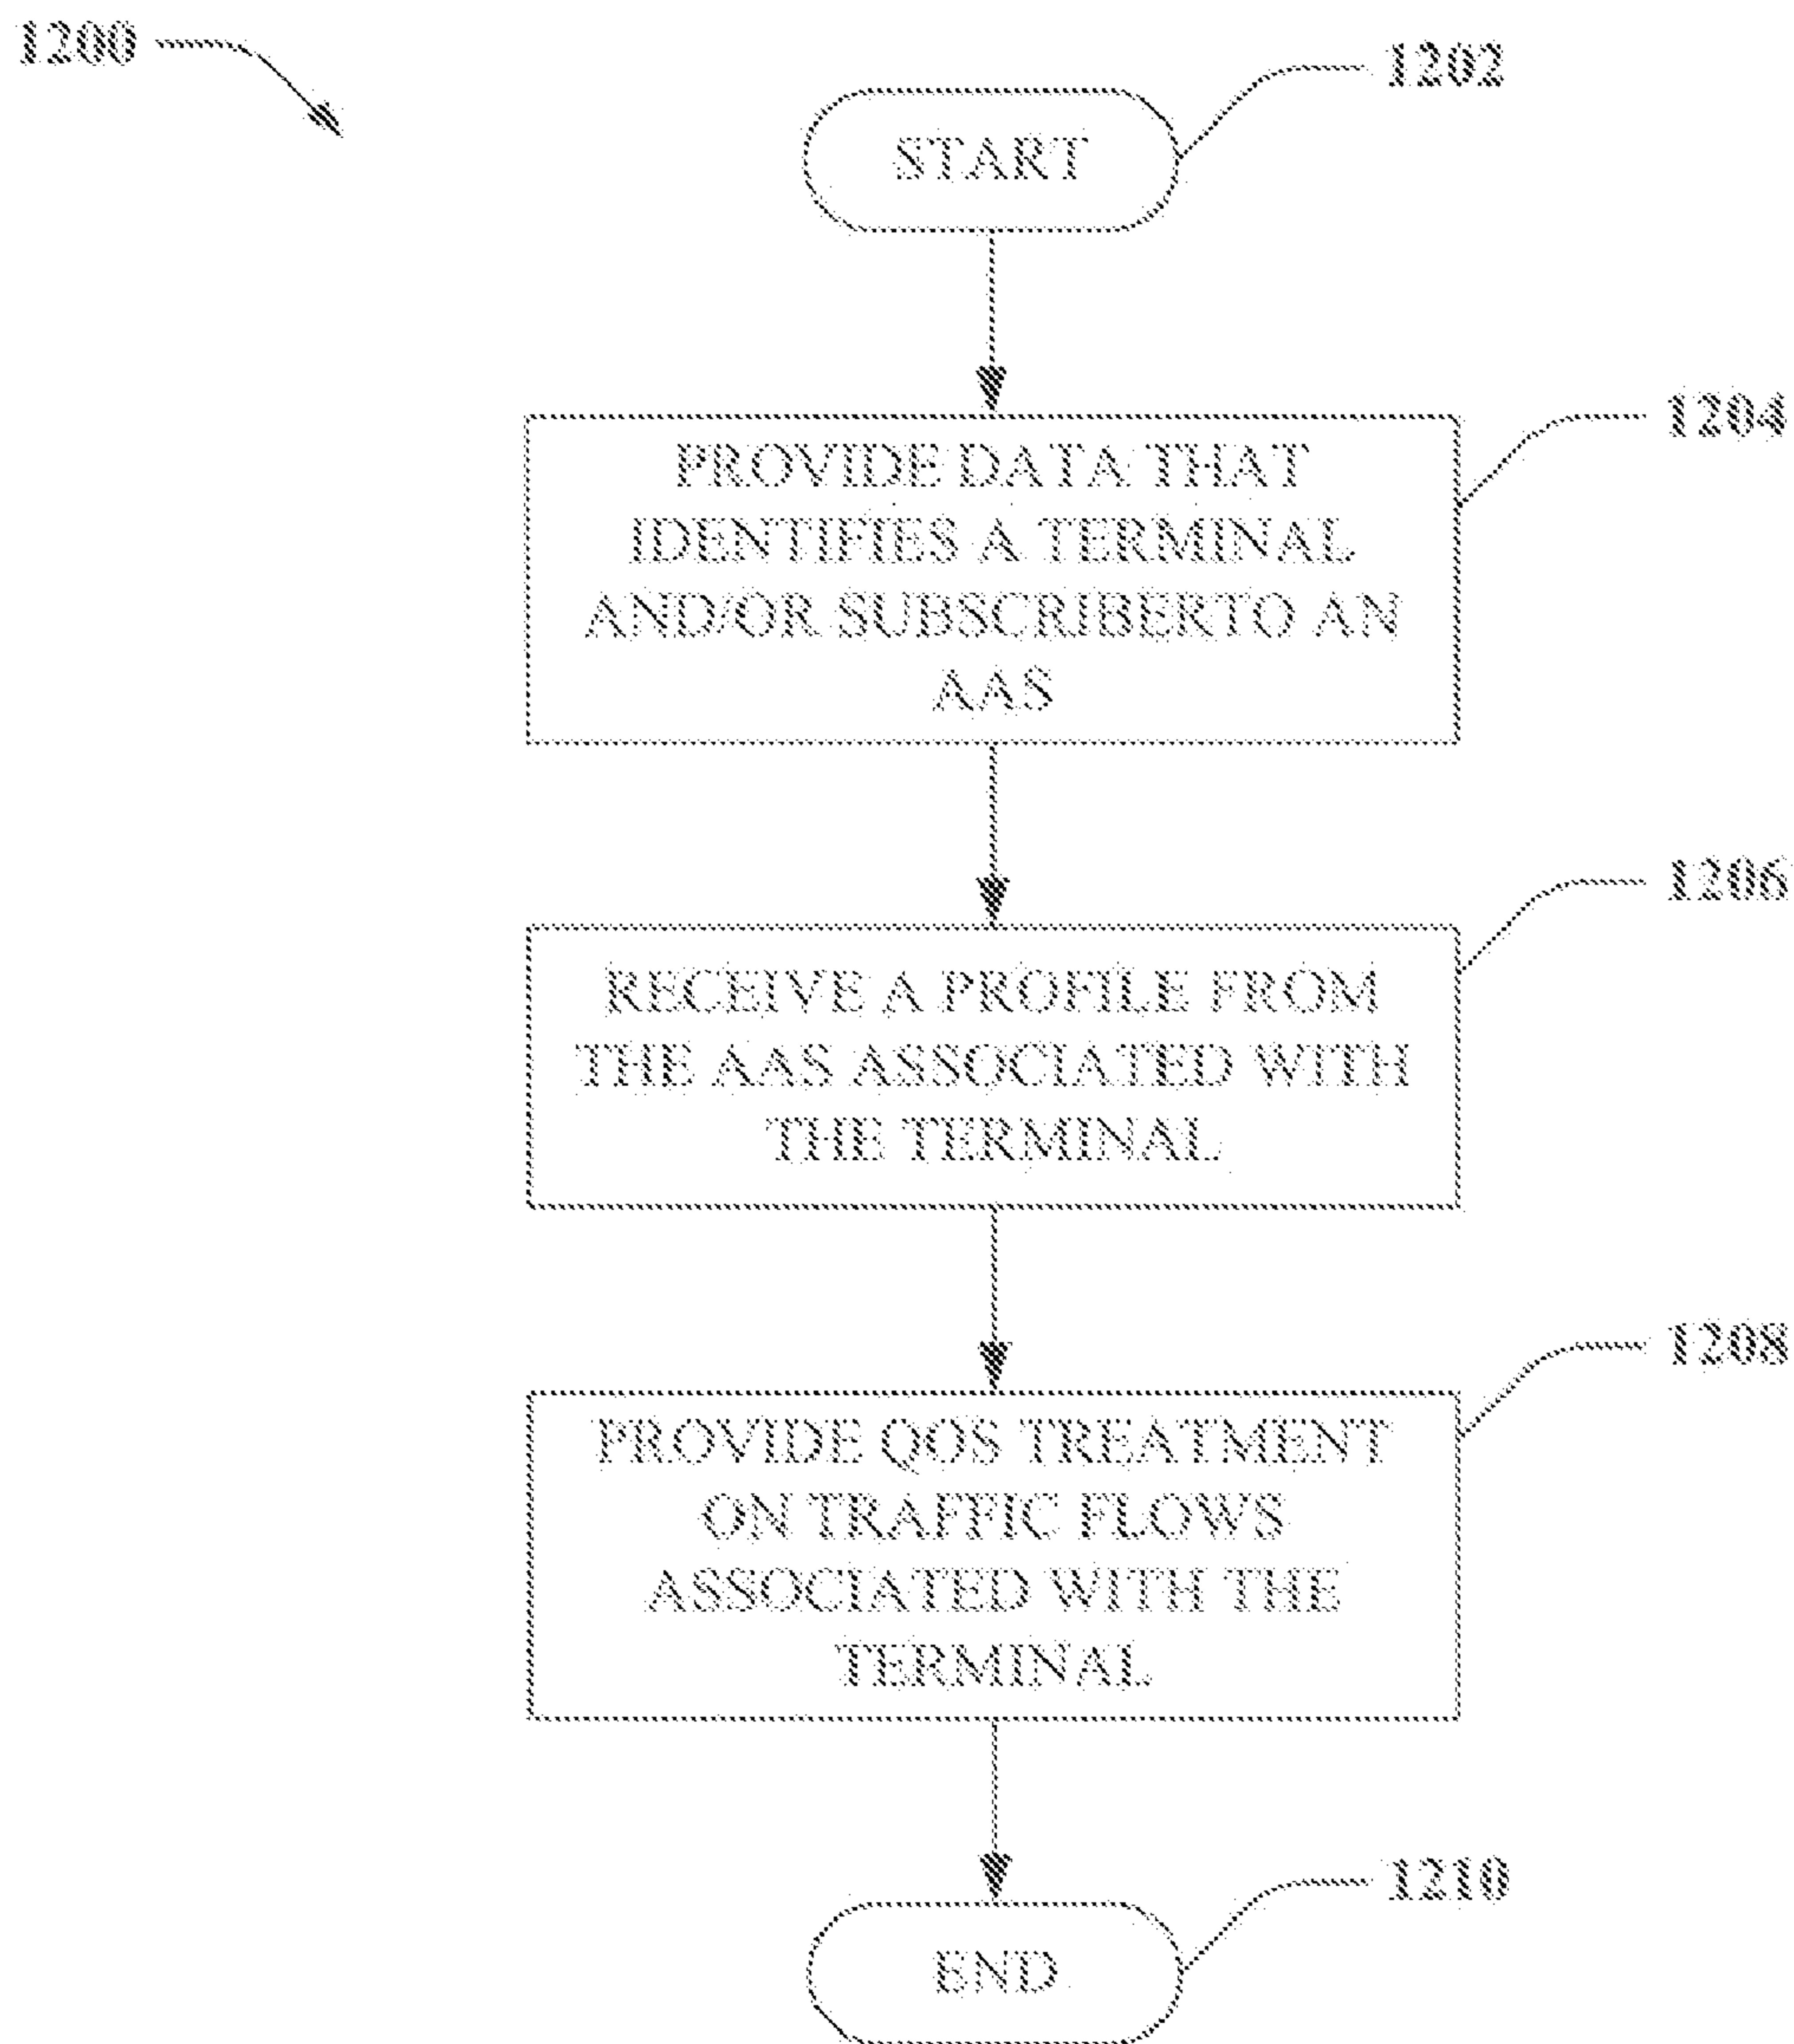 1200
1202
START
1204
PROVIDE DATA THAT
IDENTIFIES A TERMINAL
AND/OR SUBSCRIBERTO AN
AAS
1206
RECEIVE A PROFILE FROM
THE AAS ASSOCIATED WITH
THE TERMINAL
1208
PROVIDE QOS TREATMENT
ON TRAFFIC FLOWS
ASSOCIATED WITH THE
TERMINAL
1210
END